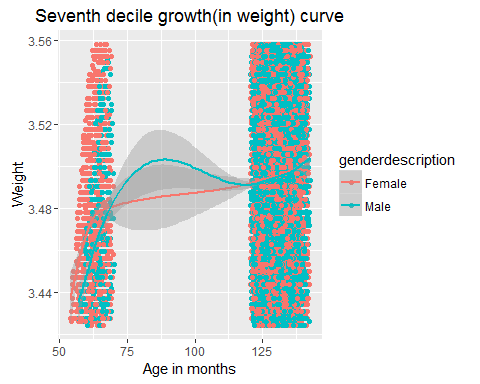 Seventh decile growth(in weight) curve
3.56
3.52
3.48
3.44
Weight
50
75
100
125
Age in months
genderdescription
Female
Male